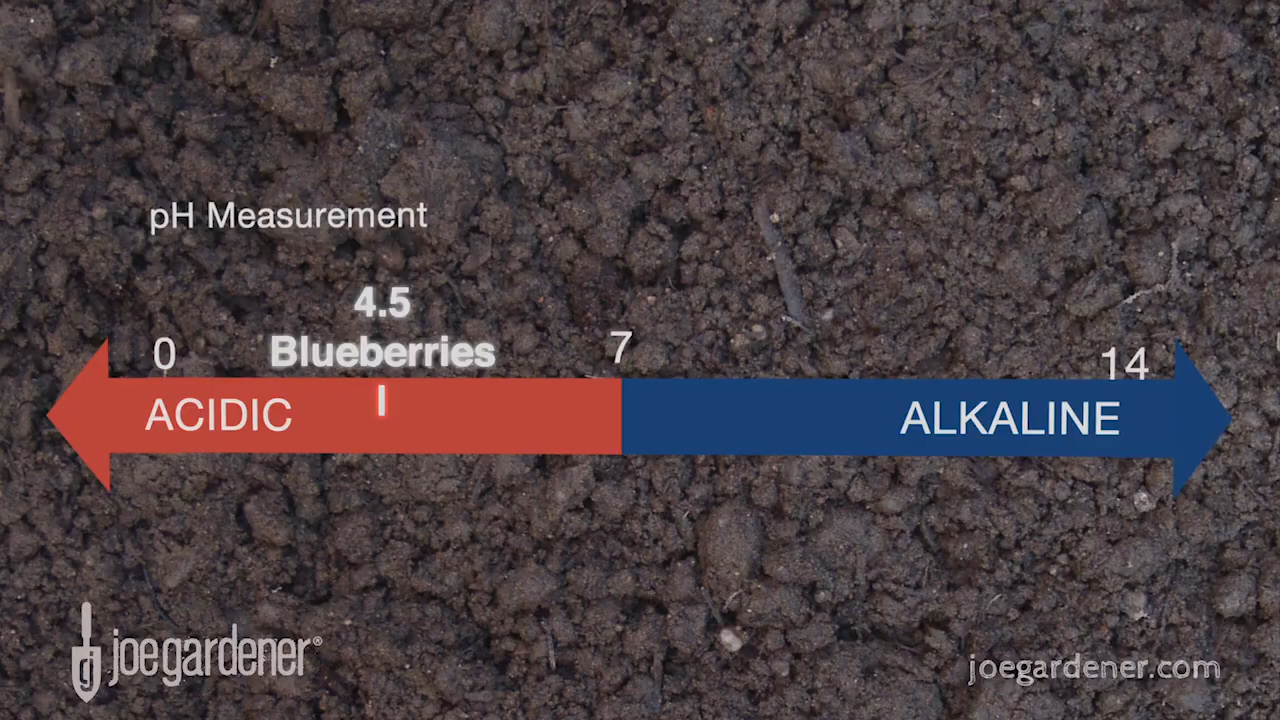 pH Measurement
4.5
Blueberries
0
7
14
ACIDIC
ALKALINE
joegardener®
joegardener.com